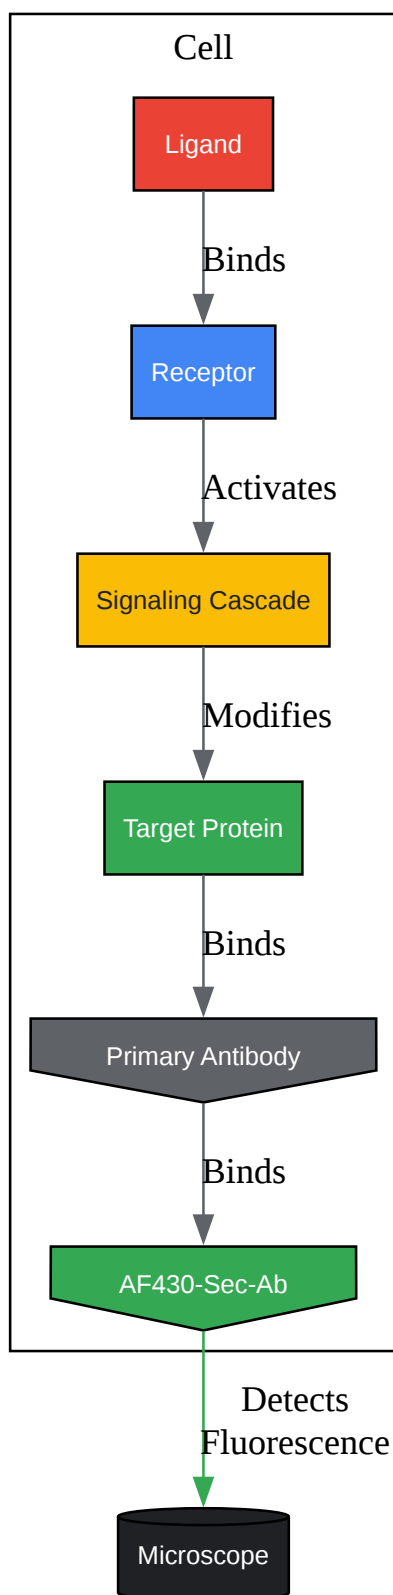 Cell
Ligand
Binds
Receptor
Activates
Signaling Cascade
Modifies
Target Protein
Binds
Primary Antibody
Binds
AF430-Sec-Ab
Detects
Fluorescence
Microscope